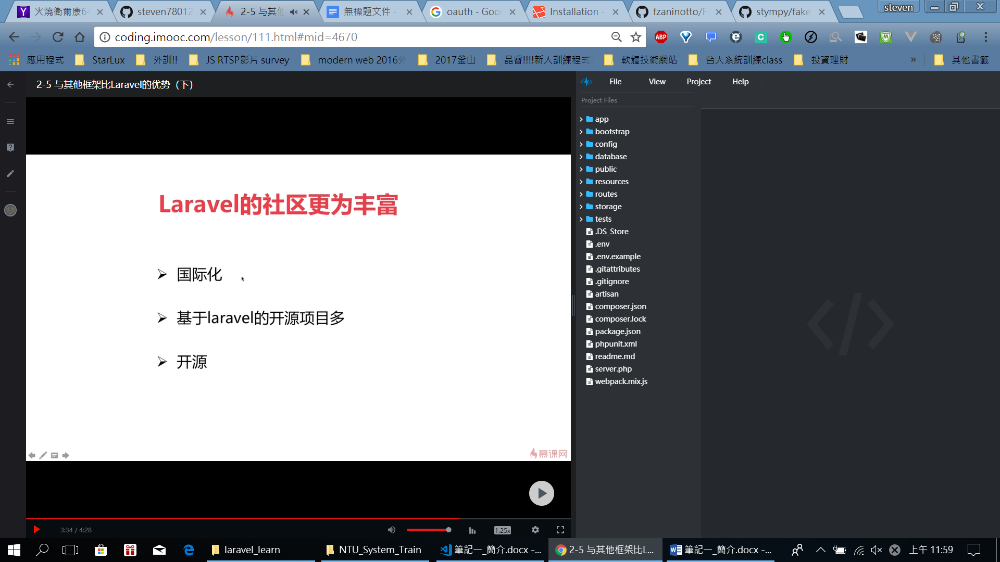 火燒衛爾康64
steven78012
2-5 与其他
無標題文件 -
oauth - Goo
Installation -
fzaninotto/F
stympy/fake
steven
coding.imooc.com/lesson/111.html#mid=4670
應用程式
StarLux
外訓!!
JS RTSP影片 survey
modern web 2016外
2017釜山
晶睿!!!!新人訓練程式
軟體技術網站
台大系統訓練class
投資理財
»
其他書籤
2-5 与其他框架比Laravel的优势（下）
Laravel的社区更为丰富
➢ 国际化
➢ 基于laravel的开源项目多
➢ 开源
慕课网
3:34 / 4:28
1.25x
File
View
Project
Help
Project Files
app
bootstrap
config
database
public
resources
routes
storage
tests
.DS_Store
.env
.env.example
.gitattributes
.gitignore
artisan
composer.json
composer.lock
package.json
phpunit.xml
readme.md
server.php
webpack.mix.js
laravel_learn
NTU_System_Train
筆記一_簡介.docx -...
2-5 与其他框架比L...
筆記一_簡介.docx -...
上午 11:59